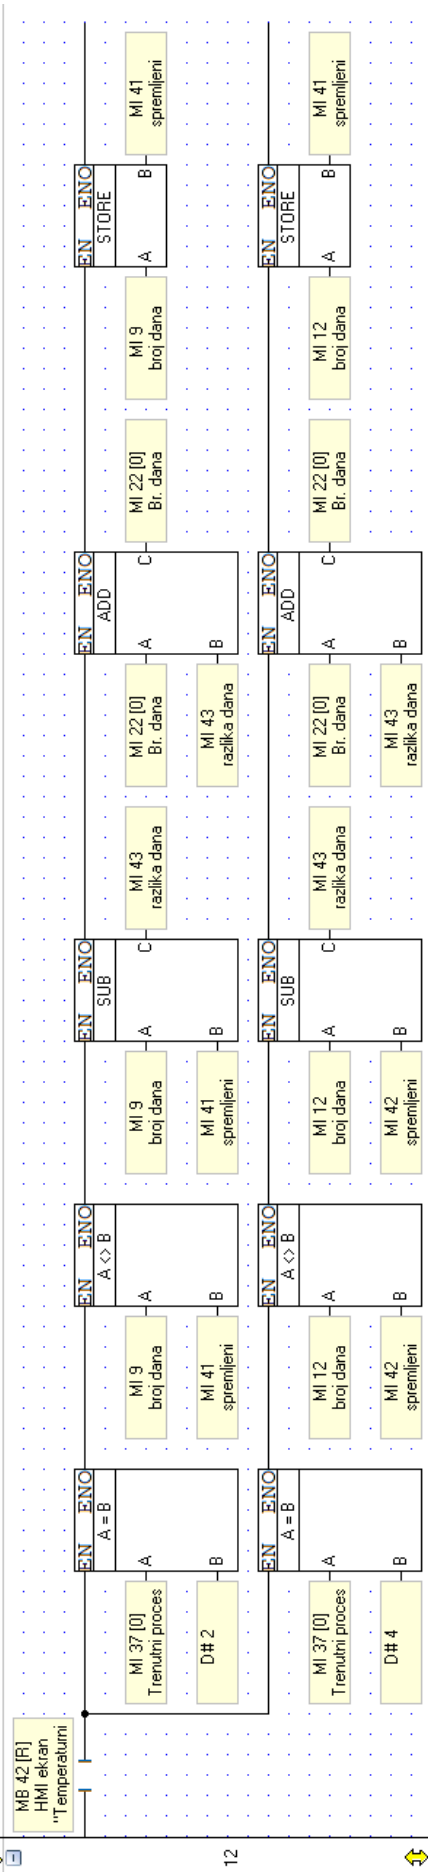 12
MB 42 [R]
HMI ekran
"Temperaturni
MI 37 [0]
Trenutni proces
D# 2
EN ENO
A = B
A
B
MI 9
broj dana
MI 41
spremljeni
EN ENO
A <> B
A
B
MI 9
broj dana
MI 41
spremljeni
EN ENO
SUB
A
B
C
MI 43
razlika dana
MI 22 [0]
Br. dana
MI 43
razlika dana
EN ENO
ADD
A
B
C
MI 22 [0]
Br. dana
MI 9
broj dana
EN ENO
STORE
A
B
MI 41
spremljeni
MI 37 [0]
Trenutni proces
D# 4
EN ENO
A = B
A
B
MI 12
broj dana
MI 42
spremljeni
EN ENO
A <> B
A
B
MI 12
broj dana
MI 42
spremljeni
EN ENO
SUB
A
B
C
MI 43
razlika dana
MI 22 [0]
Br. dana
MI 43
razlika dana
EN ENO
ADD
A
B
C
MI 22 [0]
Br. dana
MI 12
broj dana
EN ENO
STORE
A
B
MI 41
spremljeni